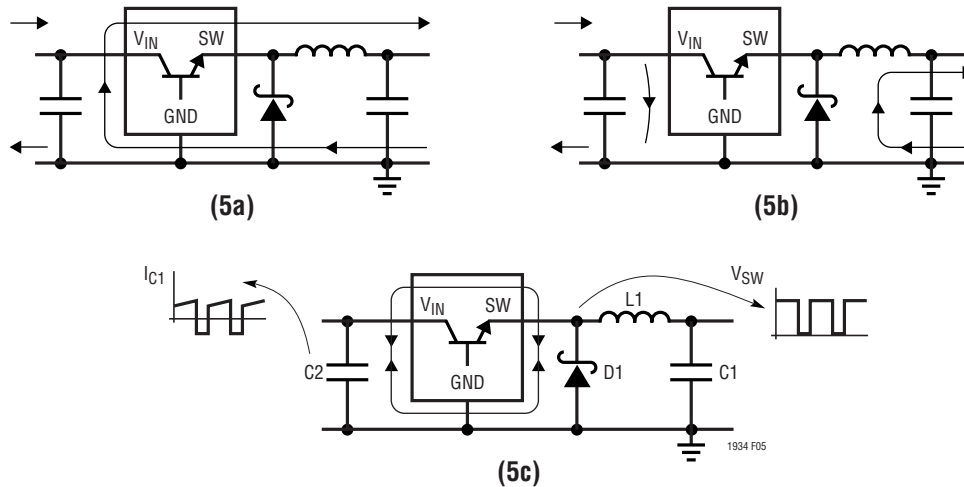 VIN SW
GND
(5a)
VIN SW
GND
(5b)
IC1
VIN SW
GND
C2
L1
D1
C1
VSW
1934 F05
(5c)